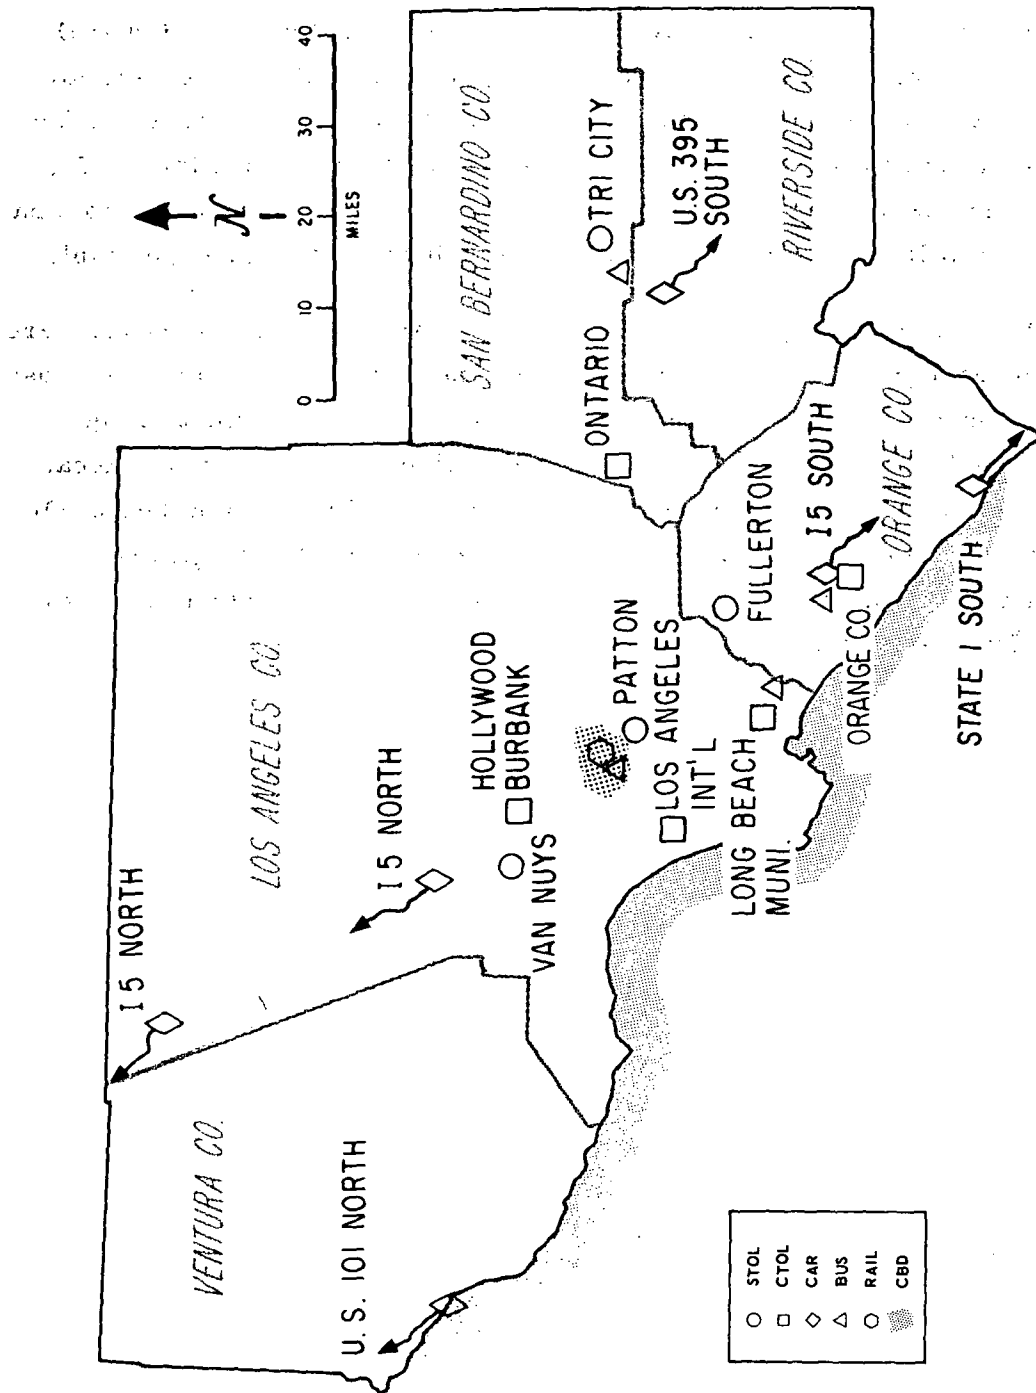 VENTURA CO.
LOS ANGELES CO.
SAN BERNARDINO CO.
RIVERSIDE CO.
ORANGE CO.
I 5 NORTH
I 5 NORTH
U.S. 101 NORTH
HOLLYWOOD
BURBANK
VAN NUYS
PATTON
LOS ANGELES
INT'L
LONG BEACH
MUNI.
FULLERTON
ONTARIO
TRI CITY
U.S. 395
SOUTH
I 5 SOUTH
ORANGE CO.
STATE 1 SOUTH
N
0 10 20 30 40
MILES
STOL
CTOL
CAR
BUS
RAIL
CBD